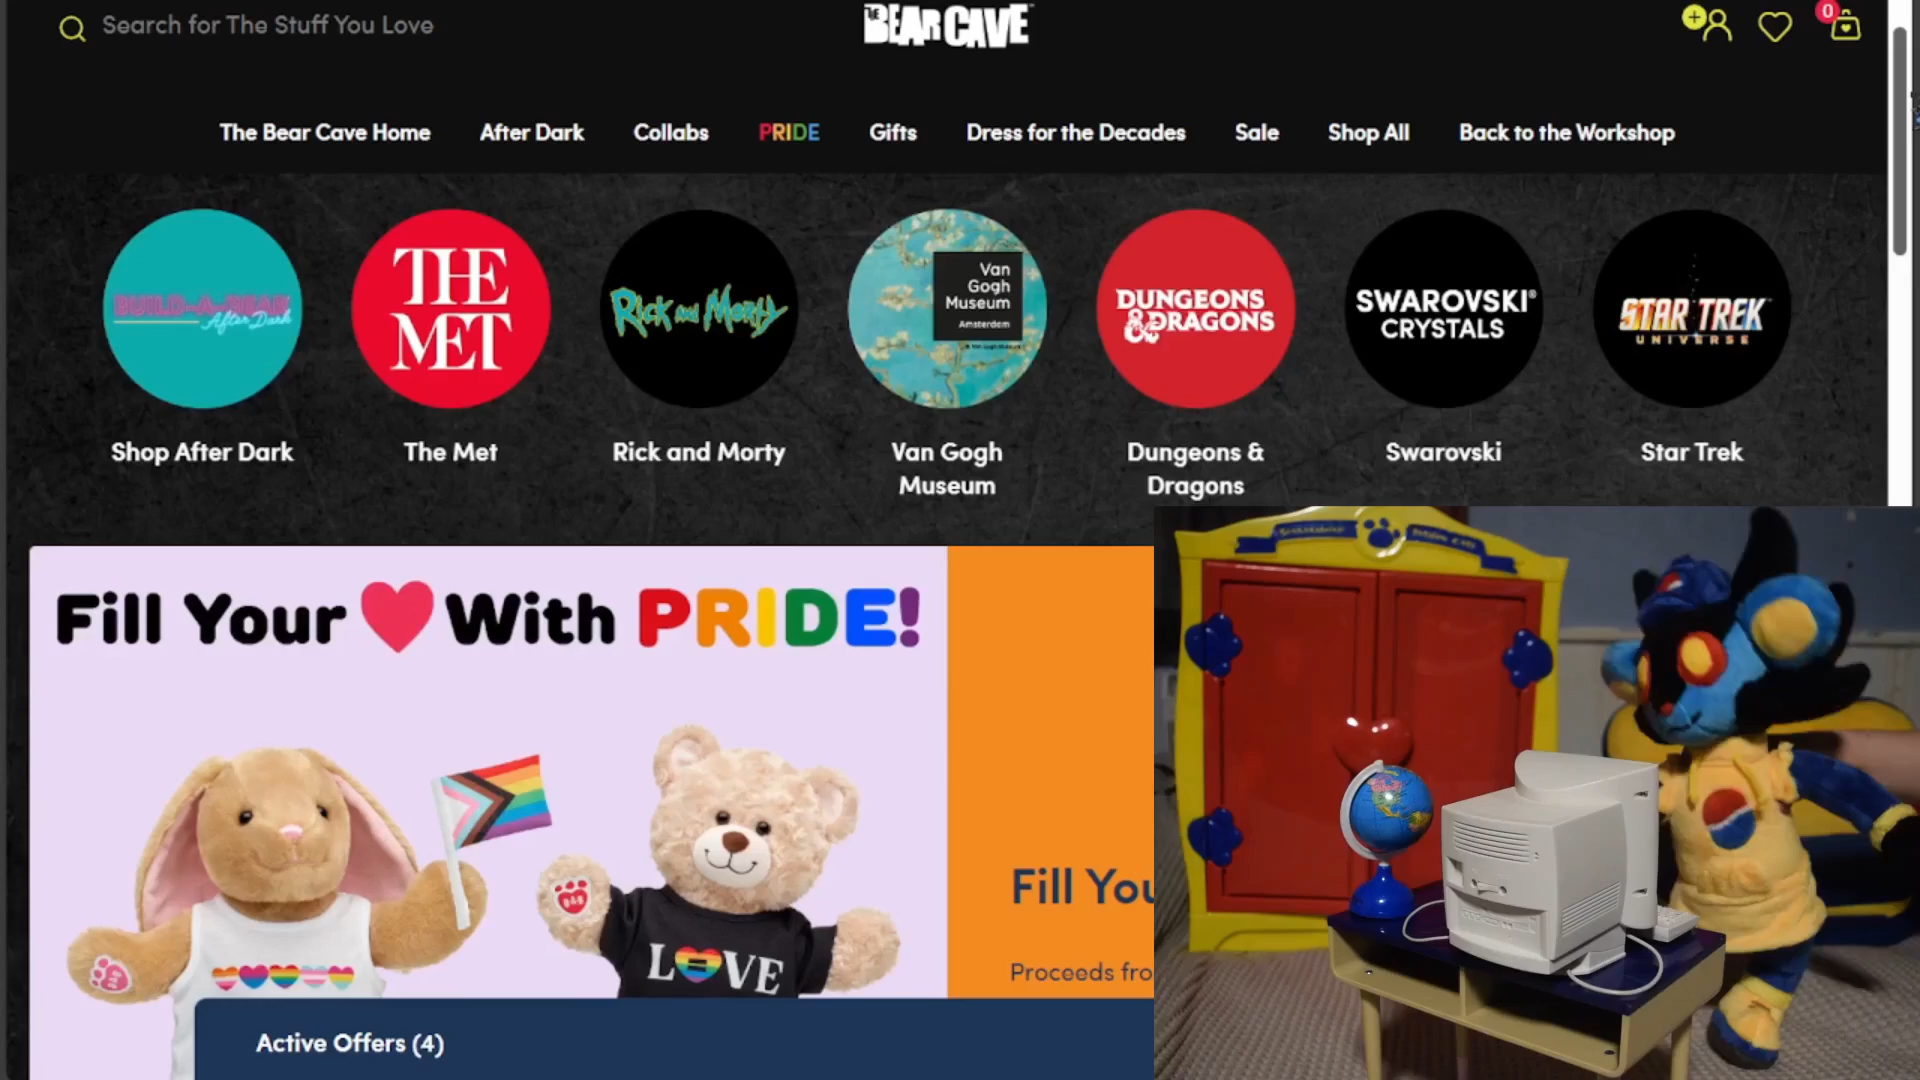 Search for The Stuff You Love
THE BEAR CAVE
0
The Bear Cave Home After Dark Collabs PRIDE Gifts Dress for the Decades Sale Shop All Back to the Workshop
BUILD-A-BEAR
After Dark
THE
MET
Rick and Morty
Van
Gogh
Museum
Amsterdam
DUNGEONS
& DRAGONS
SWAROVSKI®
CRYSTALS
STAR TREK
UNIVERSE
Shop After Dark
The Met
Rick and Morty
Van Gogh
Museum
Dungeons &
Dragons
Swarovski
Star Trek
Fill Your With PRIDE!
BAB
BAB
LOVE
Fill You
Proceeds fro
Active Offers (4)